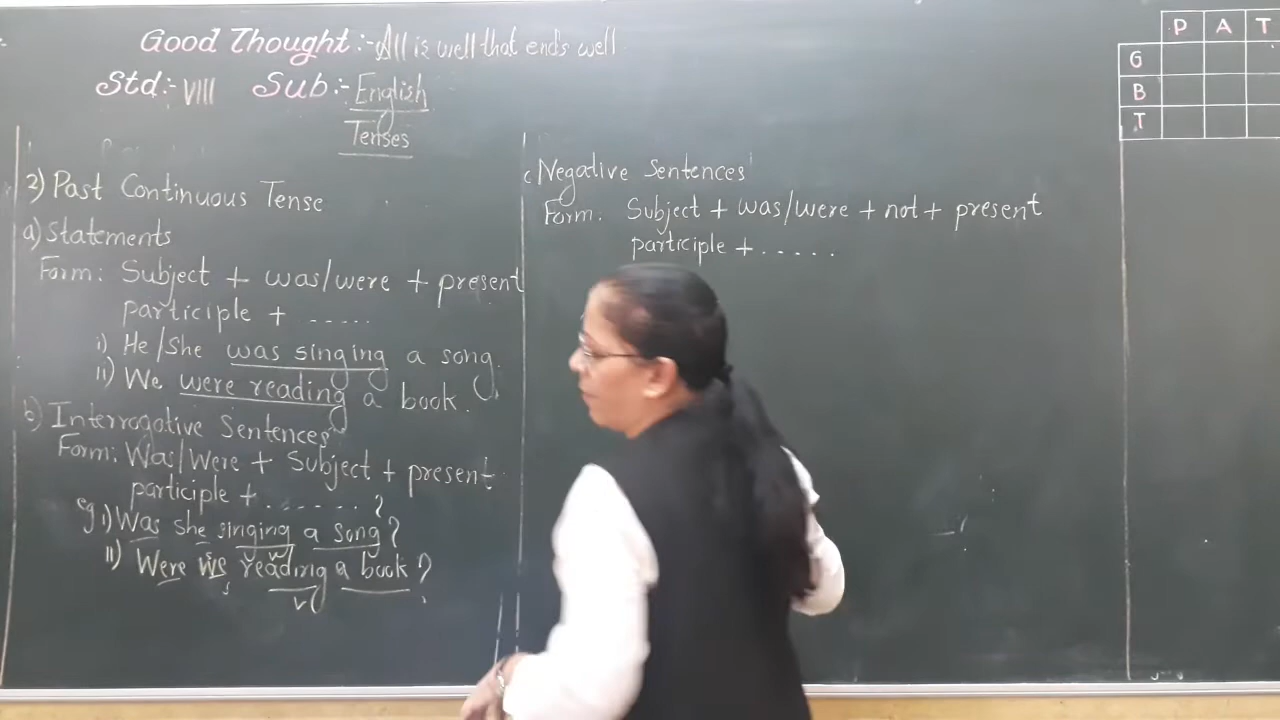 Good Thought :- All is well that ends well
Std:- VIII Sub:- English
Tenses
P A T
G
B
T
2) Past Continuous Tense
a) Statements
Form: Subject + was/were + present
participle + ......
i) He/She was singing a song.
ii) We were reading a book.
b) Interrogative Sentences
Form: Was/Were + Subject + present
participle + ....... ?
eg i) Was she singing a song?
ii) Were we reading a book?
c Negative Sentences
Form: Subject + was/were + not + present
participle + .....